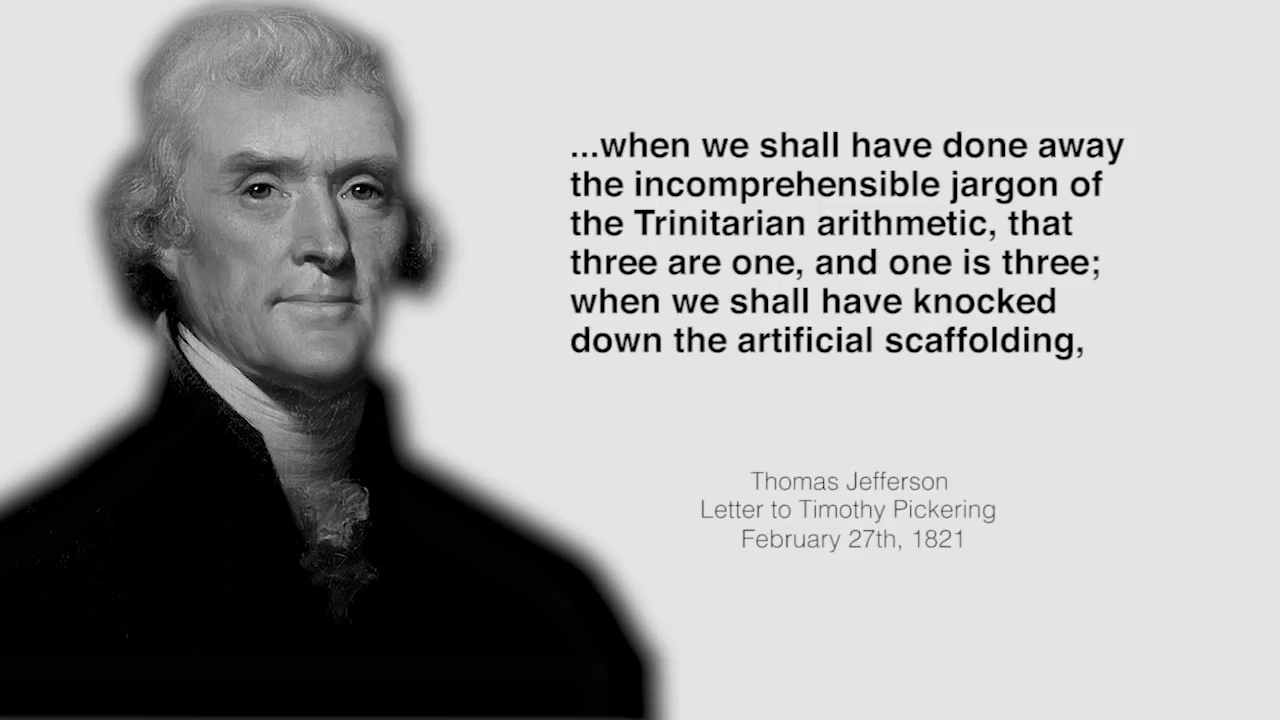 ...when we shall have done away
the incomprehensible jargon of
the Trinitarian arithmetic, that
three are one, and one is three;
when we shall have knocked
down the artificial scaffolding,
Thomas Jefferson
Letter to Timothy Pickering
February 27th, 1821